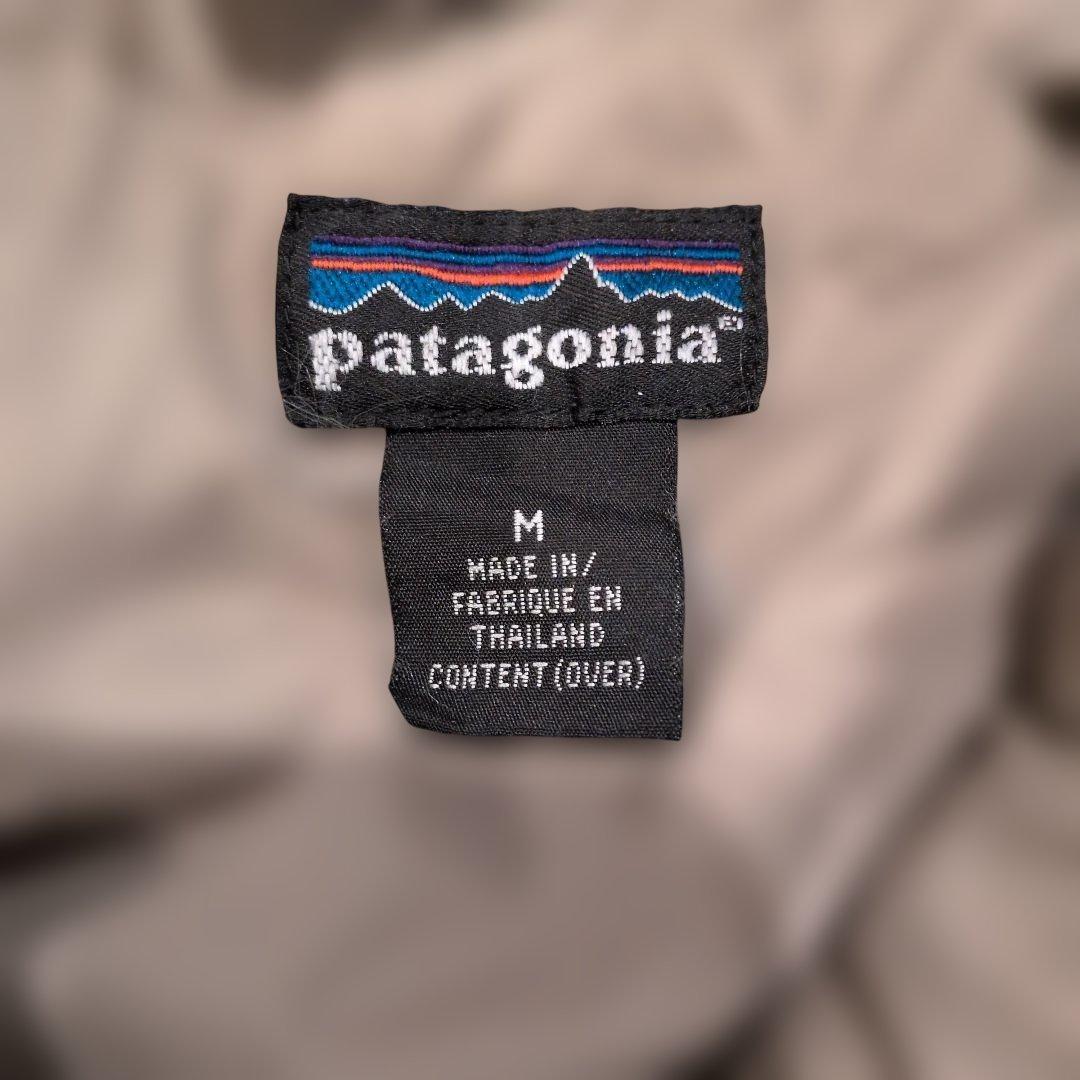 patagonia®
M
MADE IN/
FABRIQUE EN
THAILAND
CONTENT (OVER)